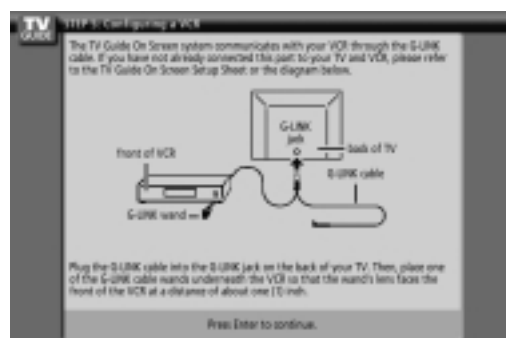 TV
GUIDE
STEP 5: Configuring a VCR
The TV Guide On Screen system communicates with your VCR through the G-LINK
cable. If you have not already connected this part to your TV and VCR, please refer
to the TV Guide On Screen Setup Sheet or the diagram below.
G-LINK
jack
front of VCR
back of TV
G-LINK cable
G-LINK wand
Plug the G-LINK cable into the G-LINK jack on the back of your TV. Then, place one
of the G-LINK cable wands underneath the VCR so that the wand's lens faces the
front of the VCR at a distance of about one (1) inch.
Press Enter to continue.